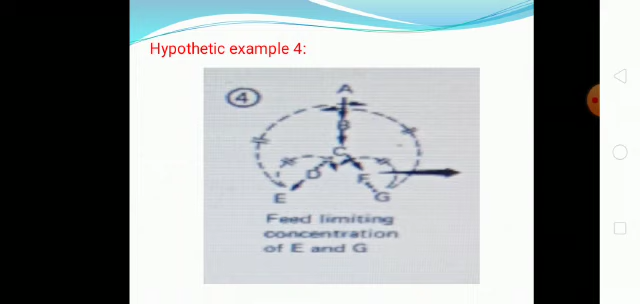 Hypothetic example 4:
4
A
B
C
D
F
E
G
Feed limiting
concentration
of E and G